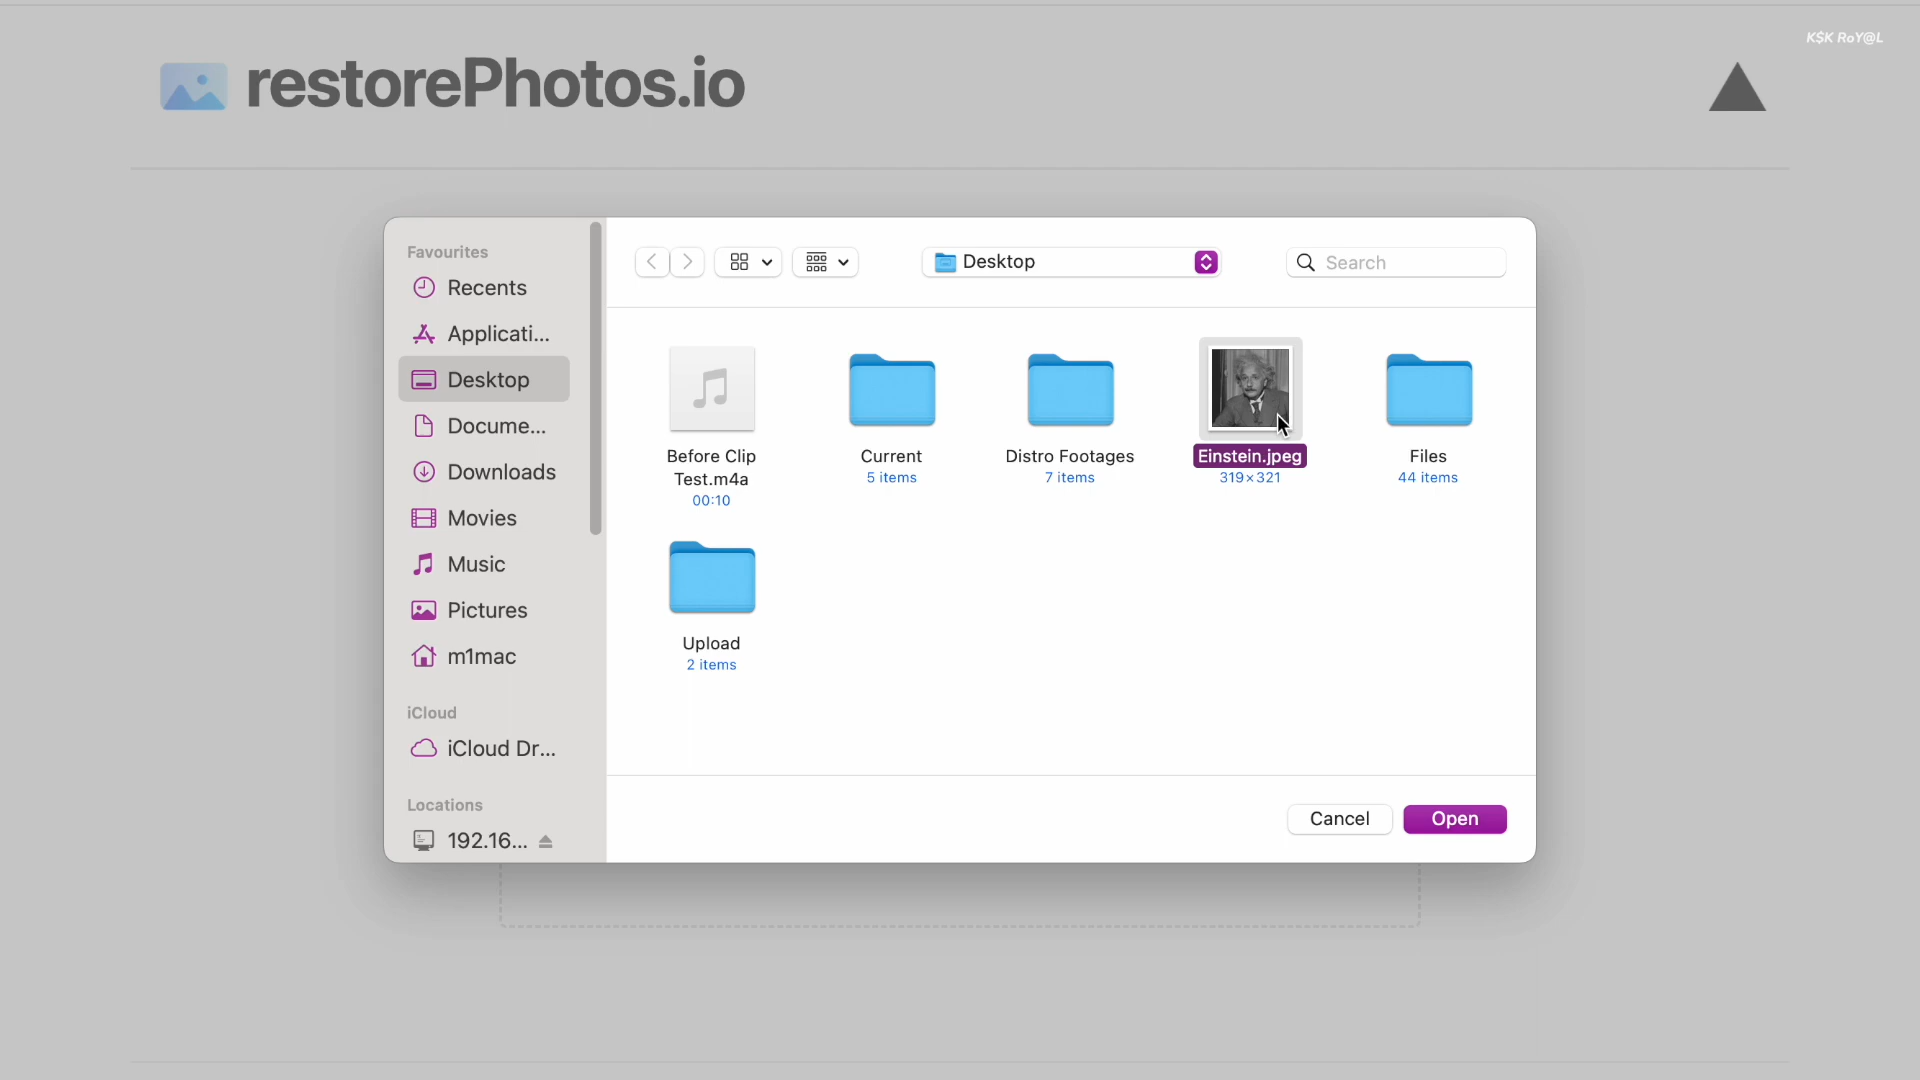 K$K RoY@L
restorePhotos.io
Favourites
Recents
Applicati...
Desktop
Docume...
Downloads
Movies
Music
Pictures
m1mac
iCloud
iCloud Dr...
Locations
192.16...
Desktop
Search
Before Clip
Test.m4a
00:10
Current
5 items
Distro Footages
7 items
Einstein.jpeg
319×321
Files
44 items
Upload
2 items
Cancel
Open